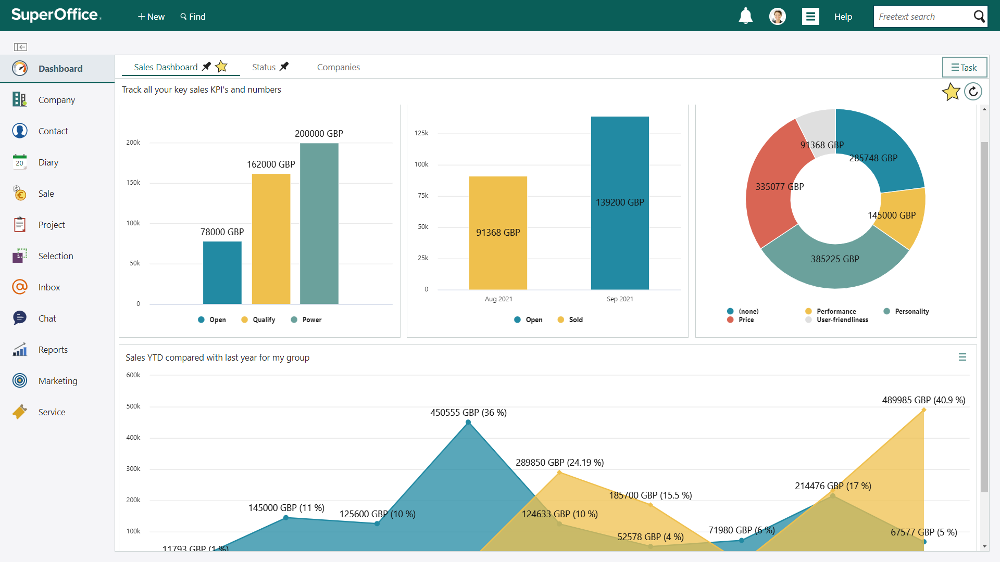 SuperOffice
New
Find
Help
Freetext search
Dashboard
Company
Contact
20
Diary
Sale
Project
Selection
Inbox
Chat
Reports
Marketing
Service
Sales Dashboard
Status
Companies
Task
Track all your key sales KPI's and numbers
200k
150k
100k
50k
0
78000 GBP
162000 GBP
200000 GBP
Open
Qualify
Power
125k
100k
75k
50k
25k
0
91368 GBP
139200 GBP
Aug 2021
Sep 2021
Open
Sold
91368 GBP
285748 GBP
335077 GBP
145000 GBP
385225 GBP
(none)
Performance
Personality
Price
User-friendliness
Sales YTD compared with last year for my group
600k
500k
400k
300k
200k
100k
11793 GBP (1 %)
145000 GBP (11 %)
125600 GBP (10 %)
450555 GBP (36 %)
289850 GBP (24.19 %)
124633 GBP (10 %)
185700 GBP (15.5 %)
52578 GBP (4 %)
71980 GBP (6 %)
214476 GBP (17 %)
489985 GBP (40.9 %)
67577 GBP (5 %)